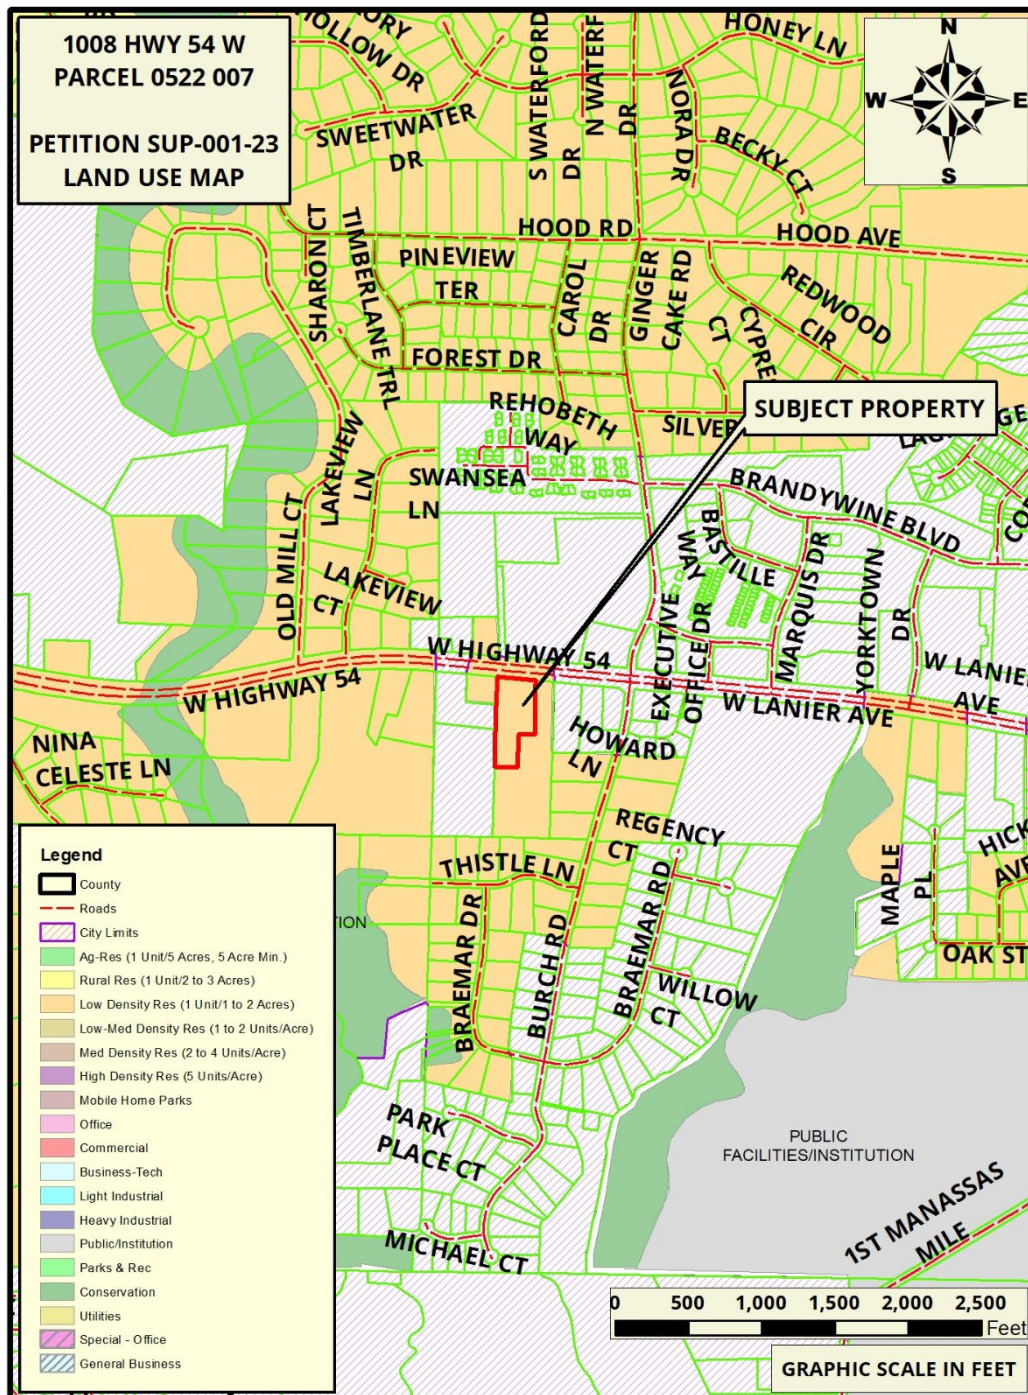 1008 HWY 54 W
PARCEL 0522 007
PETITION SUP-001-23
LAND USE MAP
N
W E
S
HOLLOW DR
SWEETWATER
DR
S WATERFORD
DR
N WATERF
DR
HONEY LN
NORA DR
BECKY CT
HOOD RD
HOOD AVE
SHARON CT
TIMBERLANE TRL
PINEVIEW
TER
CAROL
DR
GINGER
CAKE RD
REDWOOD
CIR
CYPRE
CT
FOREST DR
REHOBETH
WAY
SILVER
SUBJECT PROPERTY
SWANSEA
LN
LAKEVIEW
LN
BRANDYWINE BLVD
BASTILLE
WAY
MARQUIS DR
YORKTOWN
DR
OLD MILL CT
LAKEVIEW
CT
EXECUTIVE
OFFICE DR
W HIGHWAY 54
W HIGHWAY 54
W LANIER AVE
W LANIE
AVE
NINA
CELESTE LN
HOWARD
LN
REGENCY
CT
THISTLE LN
BRAEMAR DR
BURCH RD
BRAEMAR RD
WILLOW
CT
MAPLE
PL
HICK
AVE
OAK ST
PARK
PLACE CT
MICHAEL CT
PUBLIC
FACILITIES/INSTITUTION
1ST MANASSAS
MILE
Legend
County
Roads
City Limits
Ag-Res (1 Unit/5 Acres, 5 Acre Min.)
Rural Res (1 Unit/2 to 3 Acres)
Low Density Res (1 Unit/1 to 2 Acres)
Low-Med Density Res (1 to 2 Units/Acre)
Med Density Res (2 to 4 Units/Acre)
High Density Res (5 Units/Acre)
Mobile Home Parks
Office
Commercial
Business-Tech
Light Industrial
Heavy Industrial
Public/Institution
Parks & Rec
Conservation
Utilities
Special - Office
General Business
0 500 1,000 1,500 2,000 2,500
Feet
GRAPHIC SCALE IN FEET